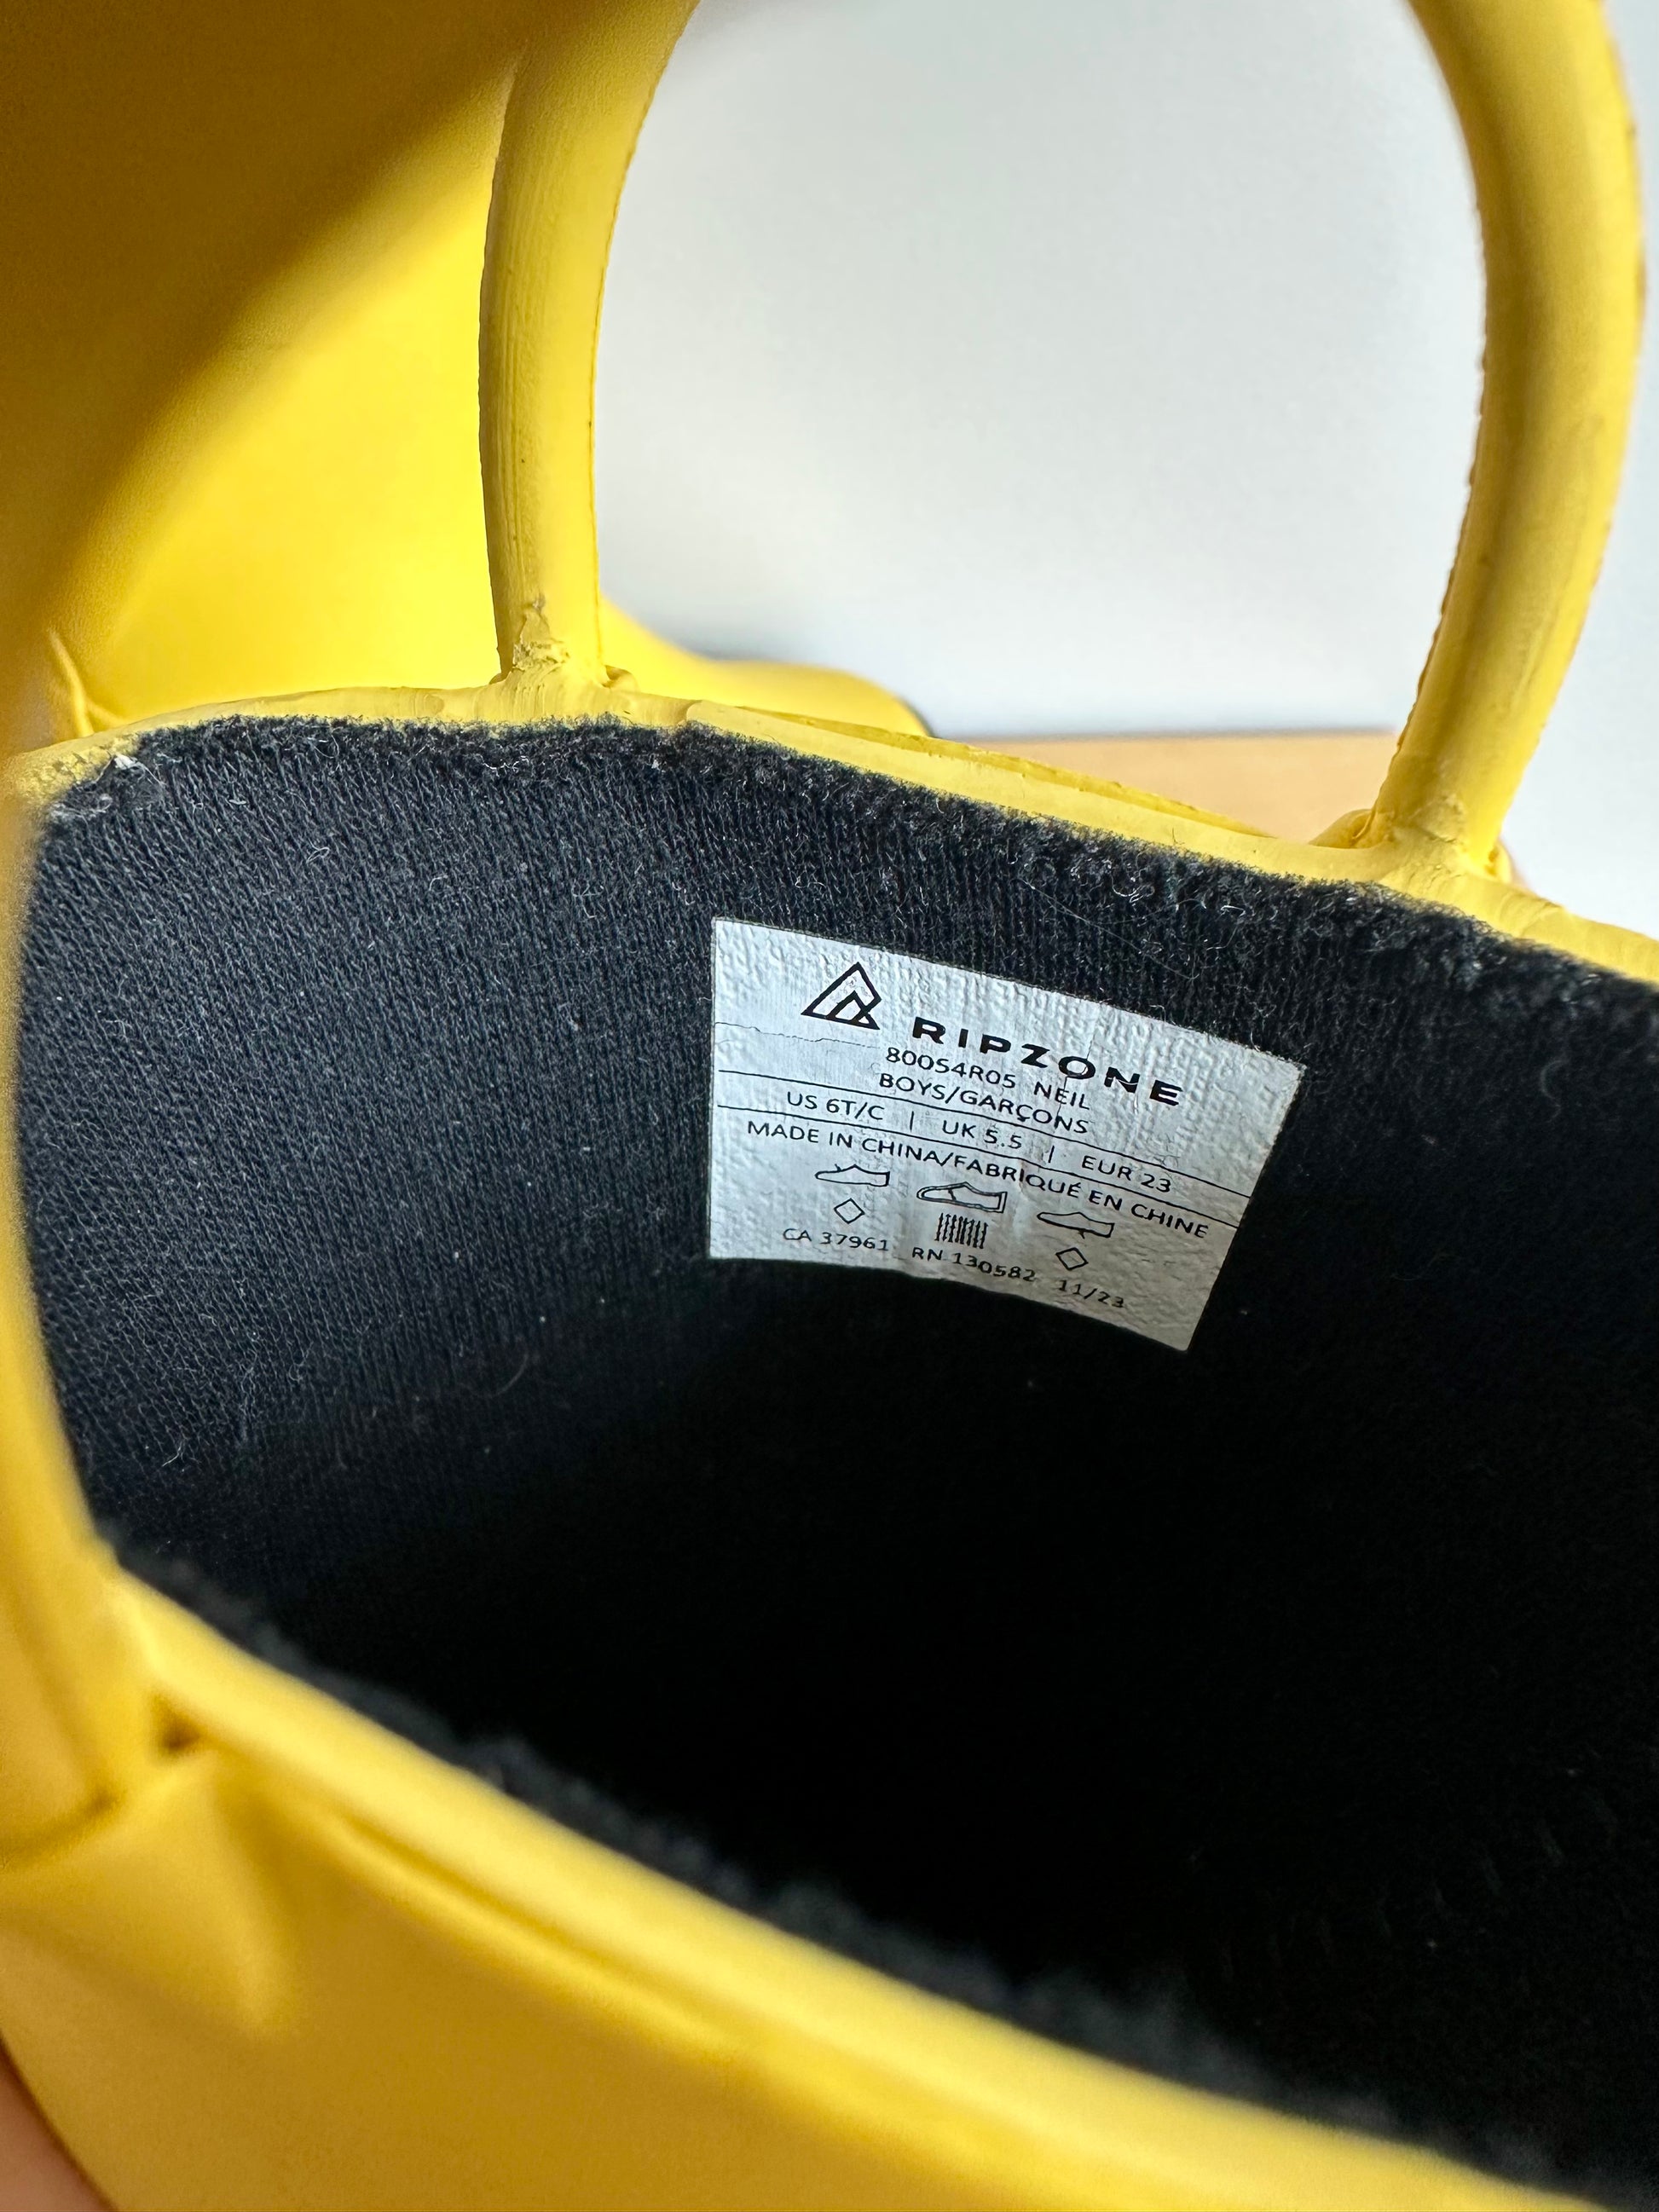 RIPZONE
80054R05 NEIL
BOYS/GARÇONS
US 6T/C | UK 5.5 | EUR 23
MADE IN CHINA/FABRIQUÉ EN CHINE
CA 37961 RN 130582 11/23